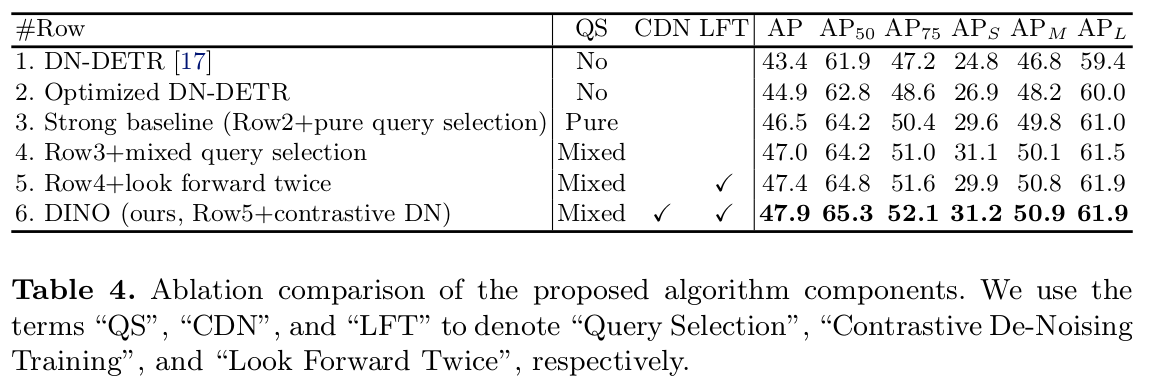 #Row QS CDN LFT AP AP50 AP75 APS APM APL
1. DN-DETR [17] No 43.4 61.9 47.2 24.8 46.8 59.4
2. Optimized DN-DETR No 44.9 62.8 48.6 26.9 48.2 60.0
3. Strong baseline (Row2+pure query selection) Pure 46.5 64.2 50.4 29.6 49.8 61.0
4. Row3+mixed query selection Mixed 47.0 64.2 51.0 31.1 50.1 61.5
5. Row4+look forward twice Mixed ✓ 47.4 64.8 51.6 29.9 50.8 61.9
6. DINO (ours, Row5+contrastive DN) Mixed ✓ ✓ 47.9 65.3 52.1 31.2 50.9 61.9
Table 4. Ablation comparison of the proposed algorithm components. We use the
terms “QS”, “CDN”, and “LFT” to denote “Query Selection”, “Contrastive De-Noising
Training”, and “Look Forward Twice”, respectively.